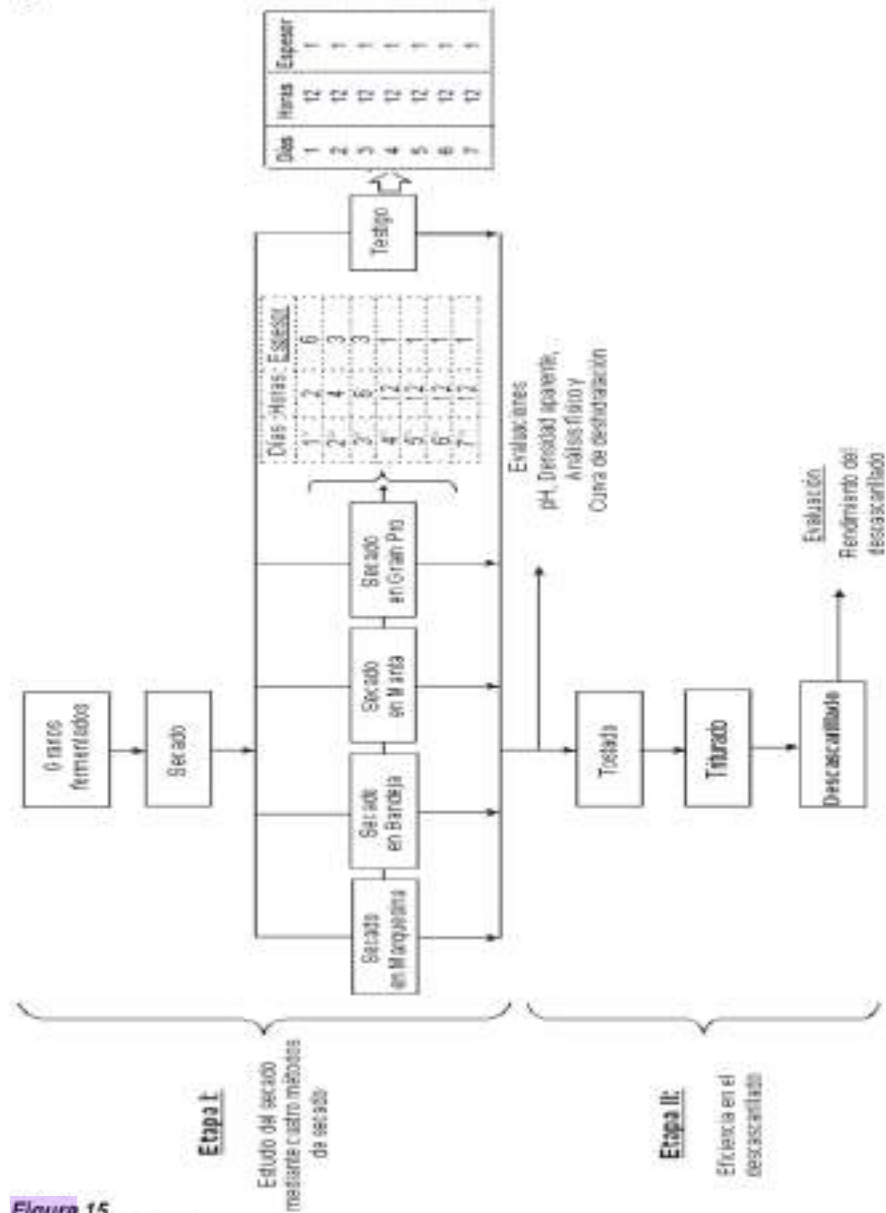 Granos
fermentados
Secado
Etapa I:
Estudo del secado
mediante cuatro métodos
de secado
Secado
en Marquesina
Secado
en Bandeja
Secado
en Manta
Secado
en Grain Pro
Testigo
Días Horas Espesor
1 2 6
2 4 3
3 6 3
4 12 1
5 12 1
6 12 1
7 12 1
Días Horas Espesor
1 12 1
2 12 1
3 12 1
4 12 1
5 12 1
6 12 1
7 12 1
Evaluaciones
pH, Densidad aparente,
Análisis físico y
Curva de deshidratación
Etapa II:
Eficiencia en el
descascarillado
Tostado
Triturado
Descascarillado
Evaluación
Rendimiento del
descascarillado
Figura 15